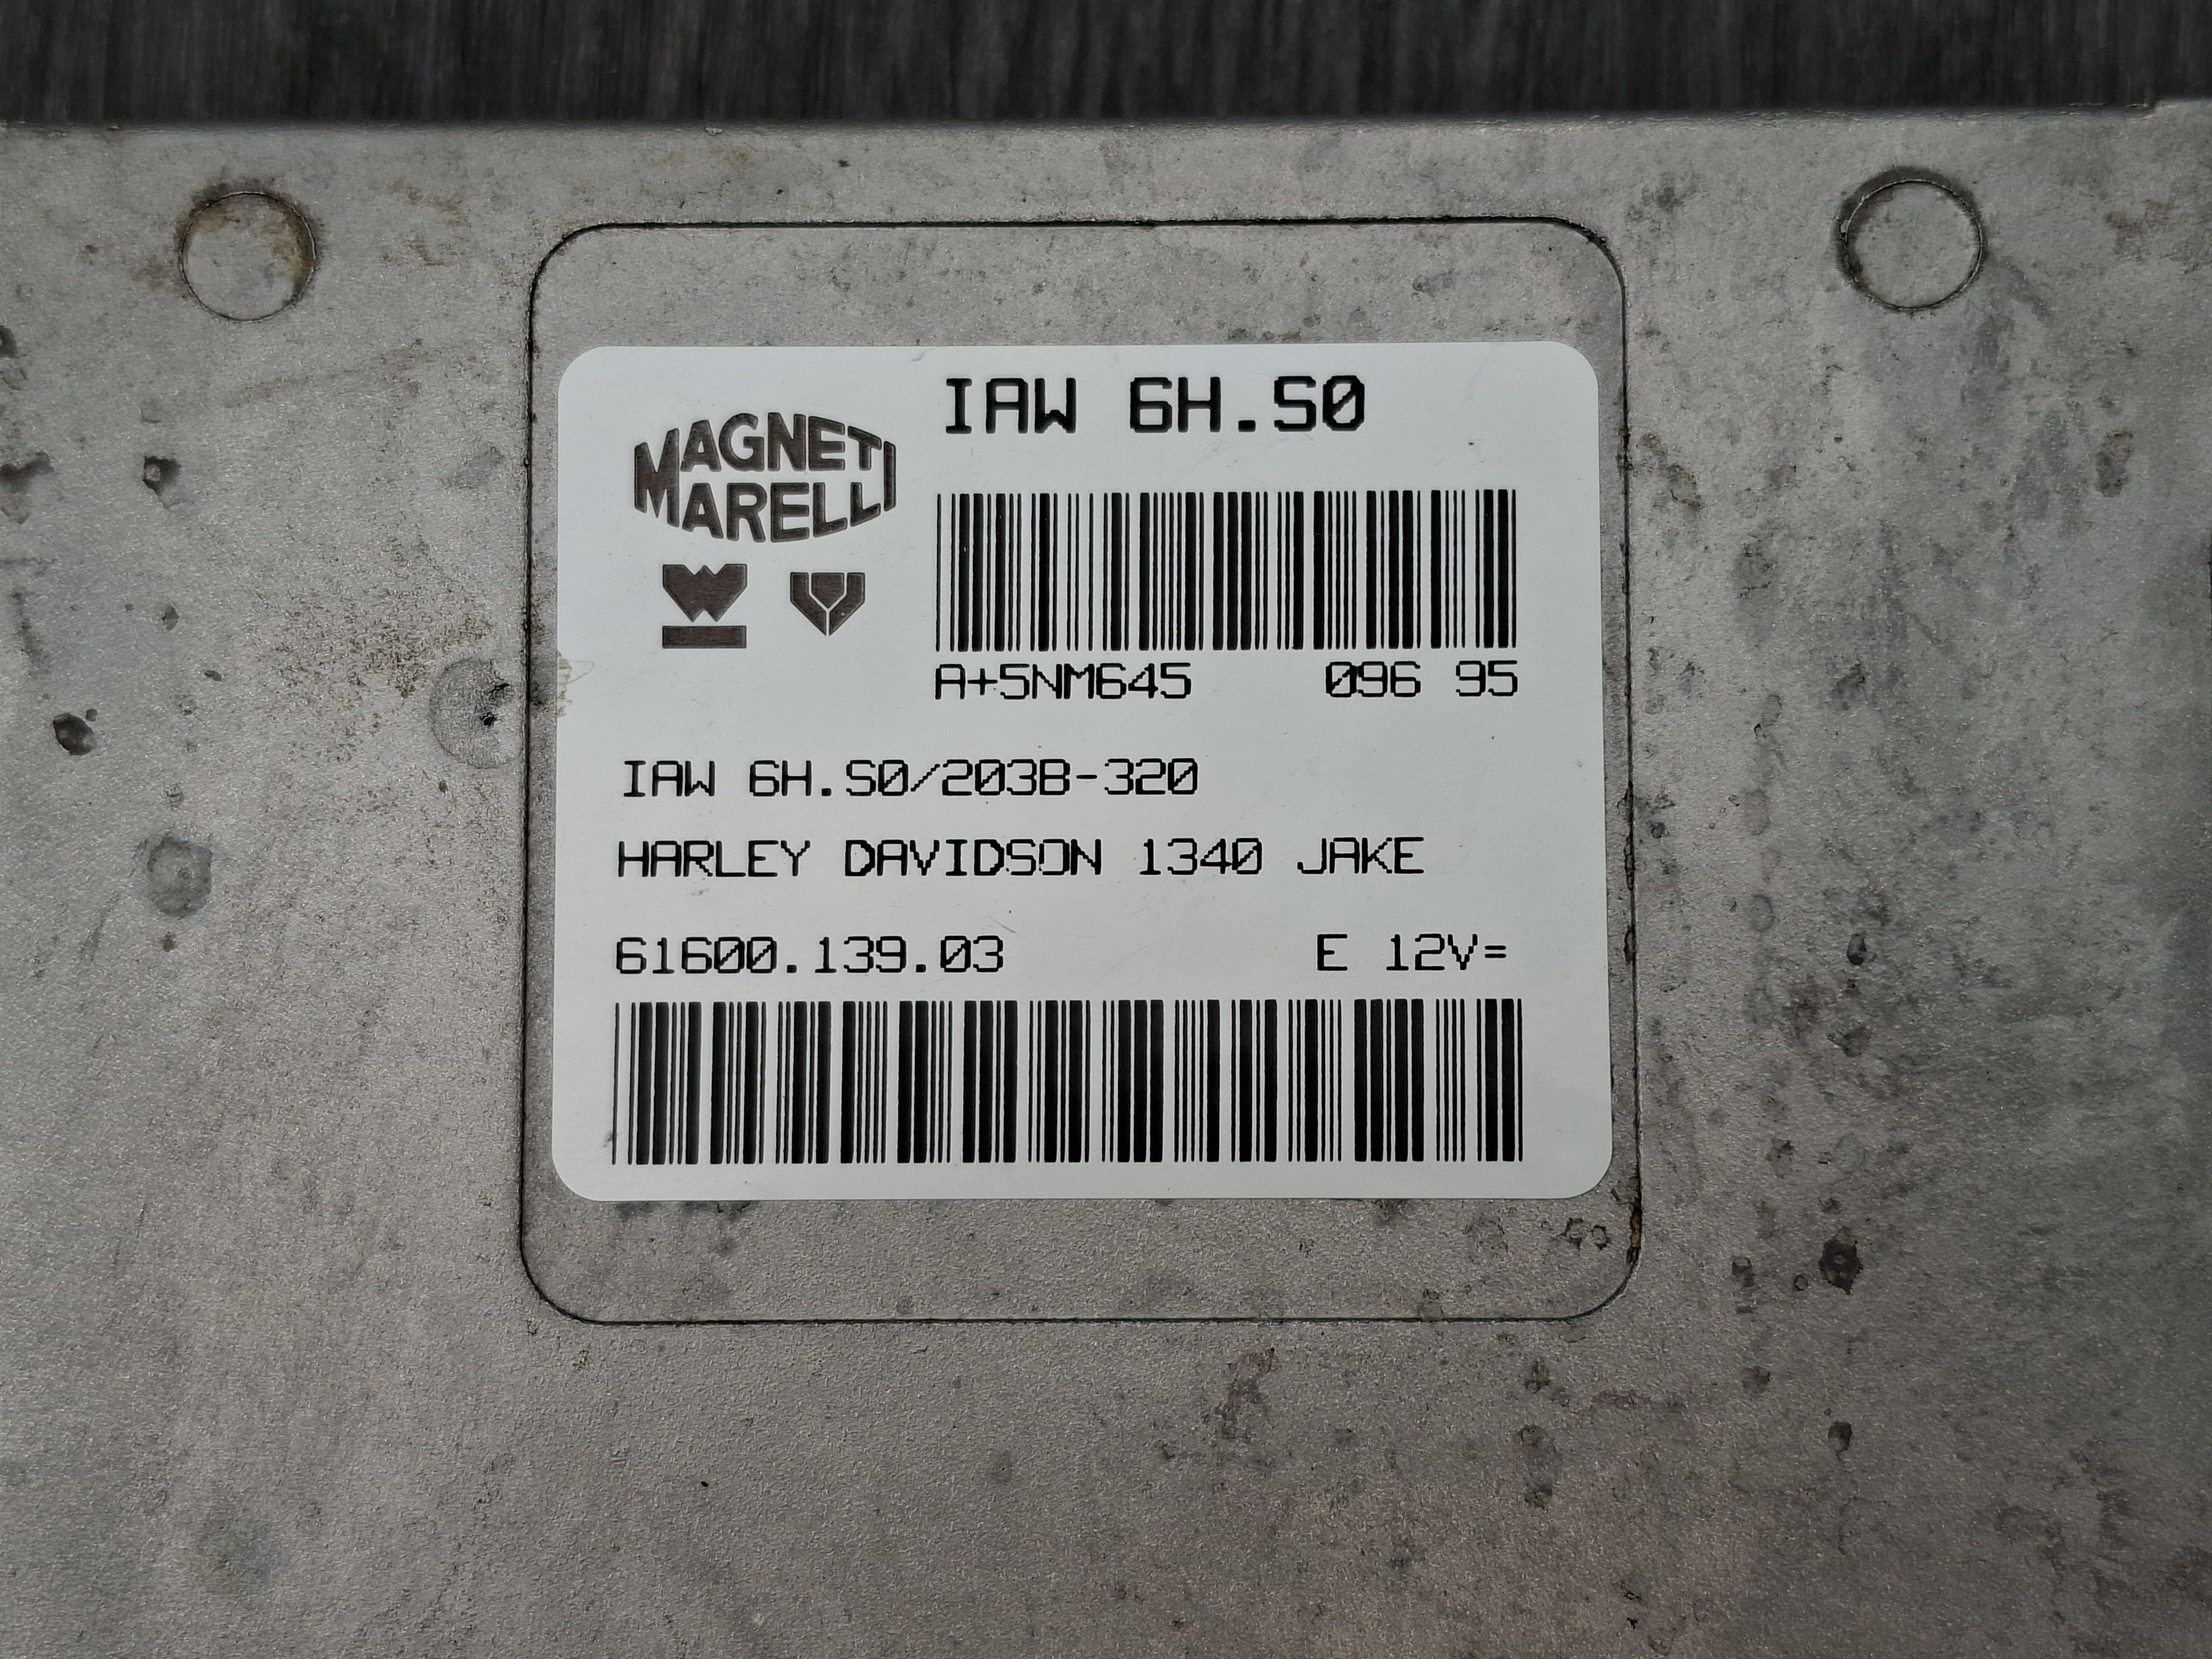 IAW 6H.S0
MAGNETI
MARELLI
W
A+5NM645 096 95
IAW 6H.S0/203B-320
HARLEY DAVIDSON 1340 JAKE
61600.139.03 E 12V=